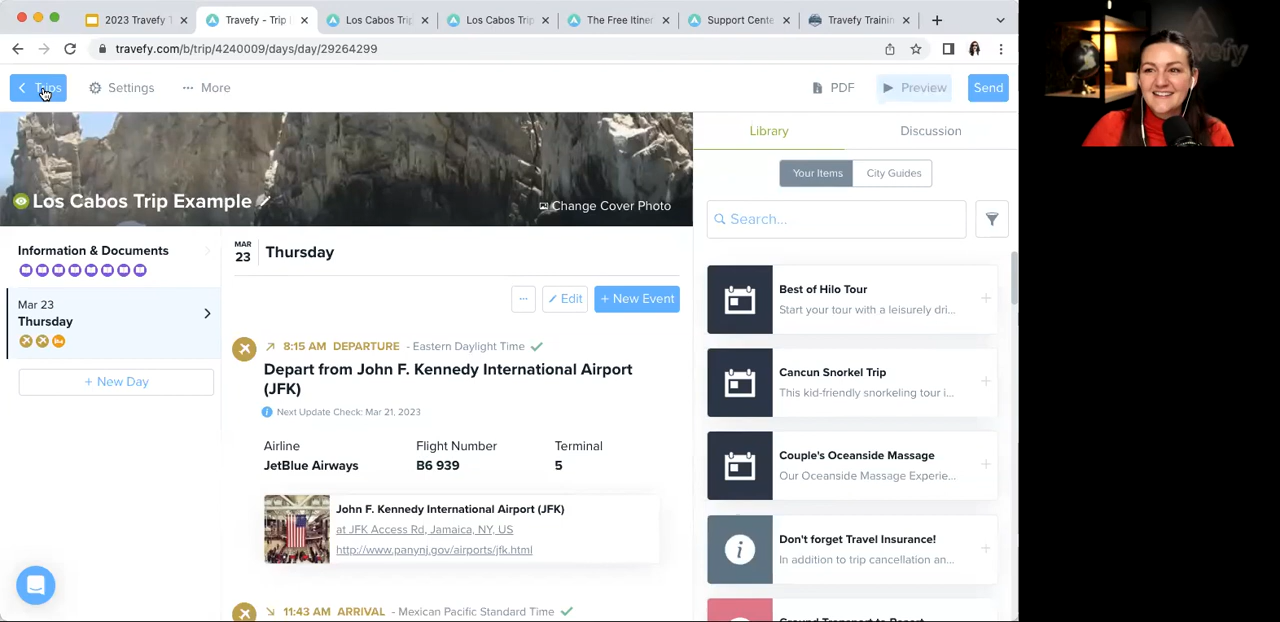 2023 Travefy T
Travefy - Trip
Los Cabos Trip
Los Cabos Trip
The Free Itiner
Support Cente
Travefy Trainin
travefy.com/b/trip/4240009/days/day/29264299
Trips
Settings
More
PDF
Preview
Send
Los Cabos Trip Example
Change Cover Photo
Library
Discussion
Your Items
City Guides
Search...
Information & Documents
Mar 23
Thursday
+ New Day
MAR
23
Thursday
Edit
+ New Event
8:15 AM DEPARTURE - Eastern Daylight Time
Depart from John F. Kennedy International Airport
(JFK)
Next Update Check: Mar 21, 2023
Airline
Flight Number
Terminal
JetBlue Airways
B6 939
5
John F. Kennedy International Airport (JFK)
at JFK Access Rd, Jamaica, NY, US
http://www.panynj.gov/airports/jfk.html
11:43 AM ARRIVAL - Mexican Pacific Standard Time
Best of Hilo Tour
Start your tour with a leisurely dri...
Cancun Snorkel Trip
This kid-friendly snorkeling tour i...
Couple's Oceanside Massage
Our Oceanside Massage Experie...
Don't forget Travel Insurance!
In addition to trip cancellation an...
Ground Transport to Resort
travefy